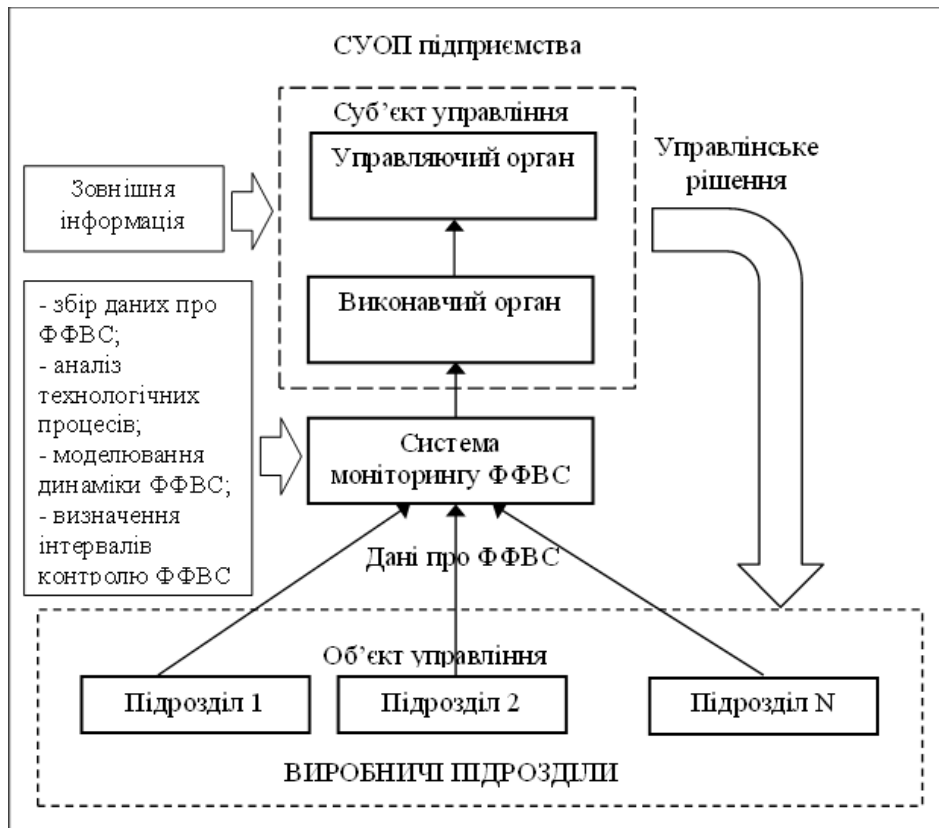 СУОП підприємства
Суб’єкт управління
Управляючий орган
Управлінське
рішення
Зовнішня
інформація
Виконавчий орган
- збір даних про
ФФВС;
- аналіз
технологічних
процесів;
- моделювання
динаміки ФФВС;
- визначення
інтервалів
контролю ФФВС
Система
моніторингу ФФВС
Дані про ФФВС
Об’єкт управління
Підрозділ 1
Підрозділ 2
Підрозділ N
ВИРОБНИЧІ ПІДРОЗДІЛИ